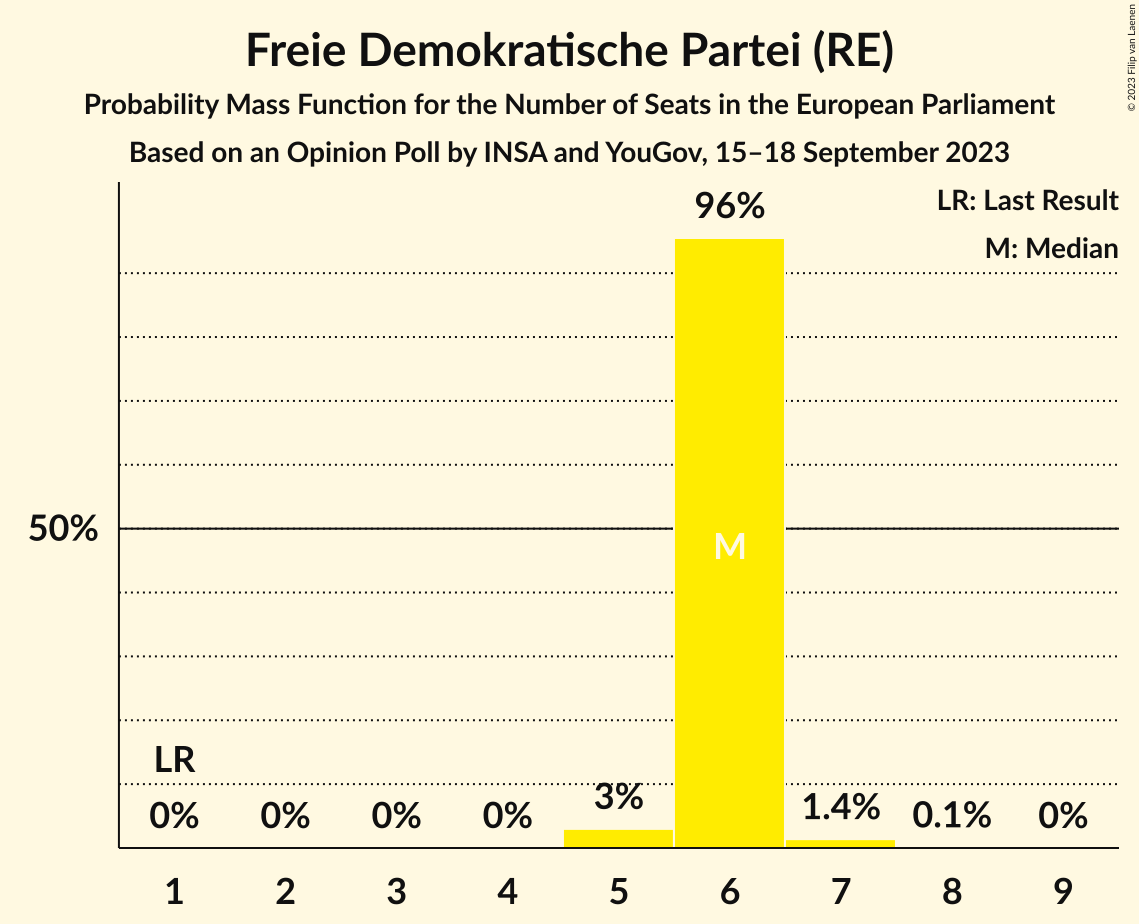 Freie Demokratische Partei (RE)
Probability Mass Function for the Number of Seats in the European Parliament
Based on an Opinion Poll by INSA and YouGov, 15–18 September 2023
© 2023 Filip van Laenen
LR: Last Result
M: Median
96%
50%
M
LR
0% 0% 0% 0% 3% 1.4% 0.1% 0%
1 2 3 4 5 6 7 8 9